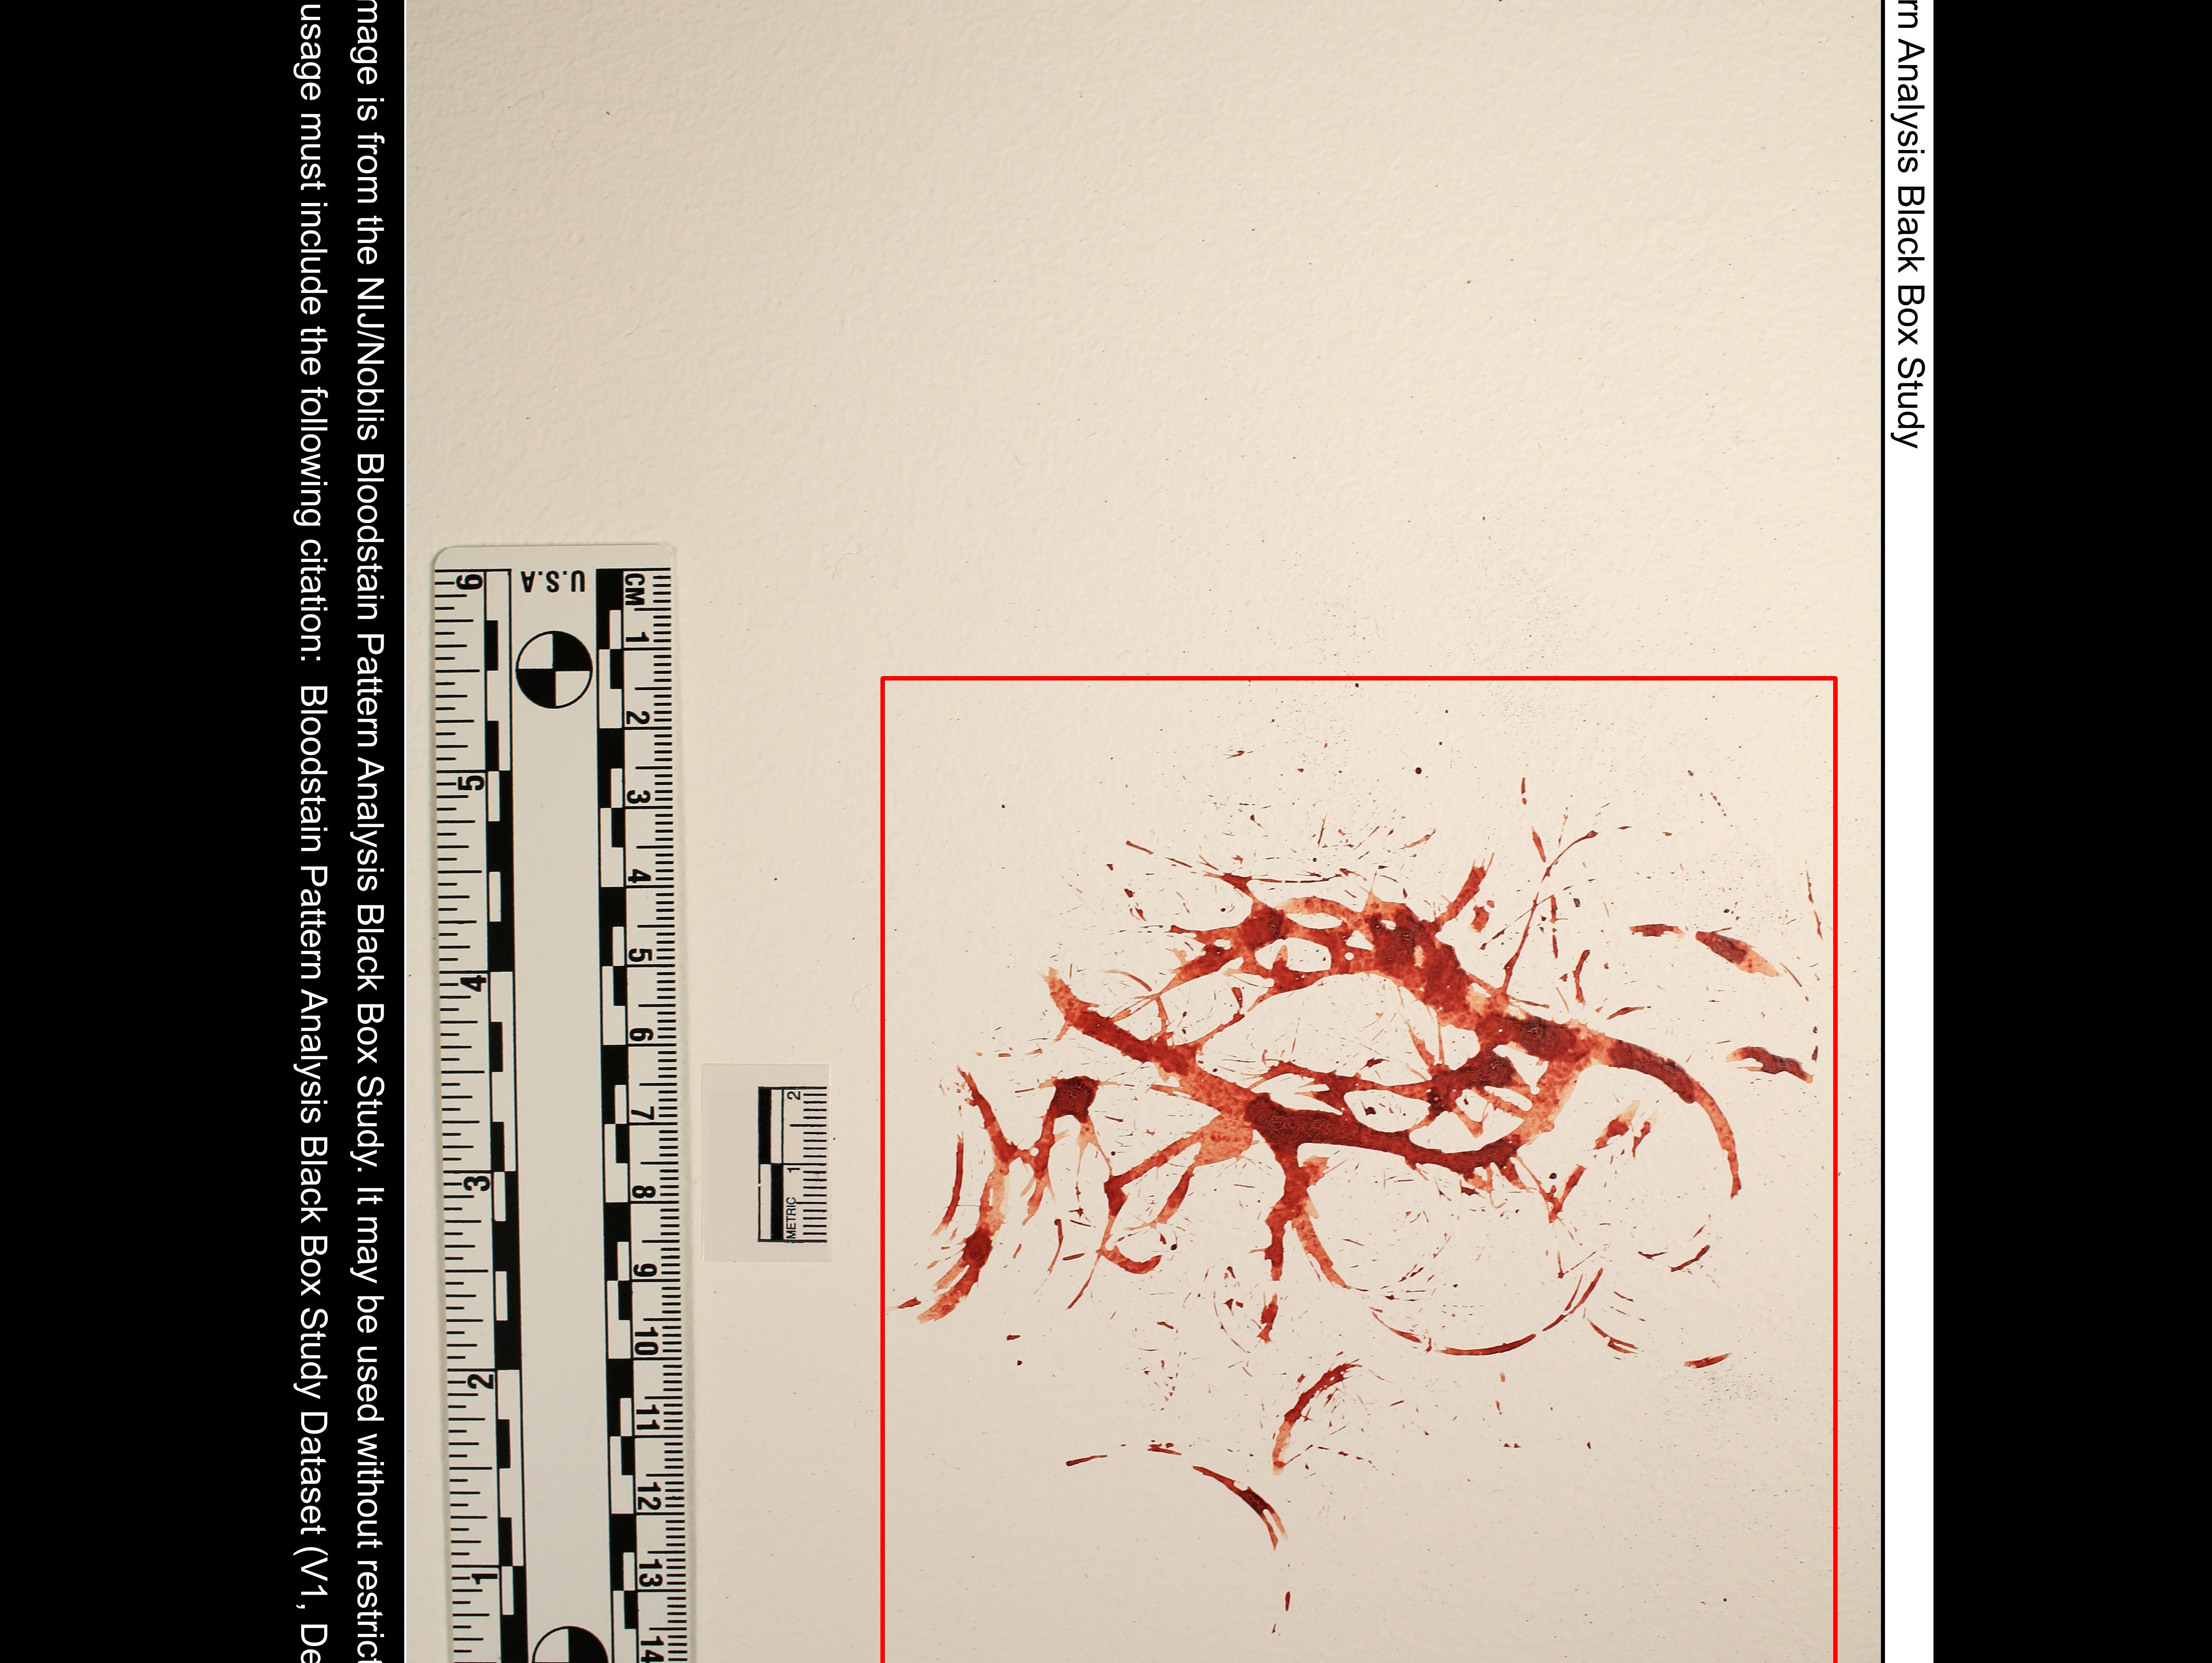 rn Analysis Black Box Study
mage is from the NIJ/Noblis Bloodstain Pattern Analysis Black Box Study. It may be used without restrict
usage must include the following citation: Bloodstain Pattern Analysis Black Box Study Dataset (V1, De
CM 1 2 3 4 5 6 7 8 9 10 11 12 13 14
U.S.A
6 5 4 3 2 1
METRIC 1 2